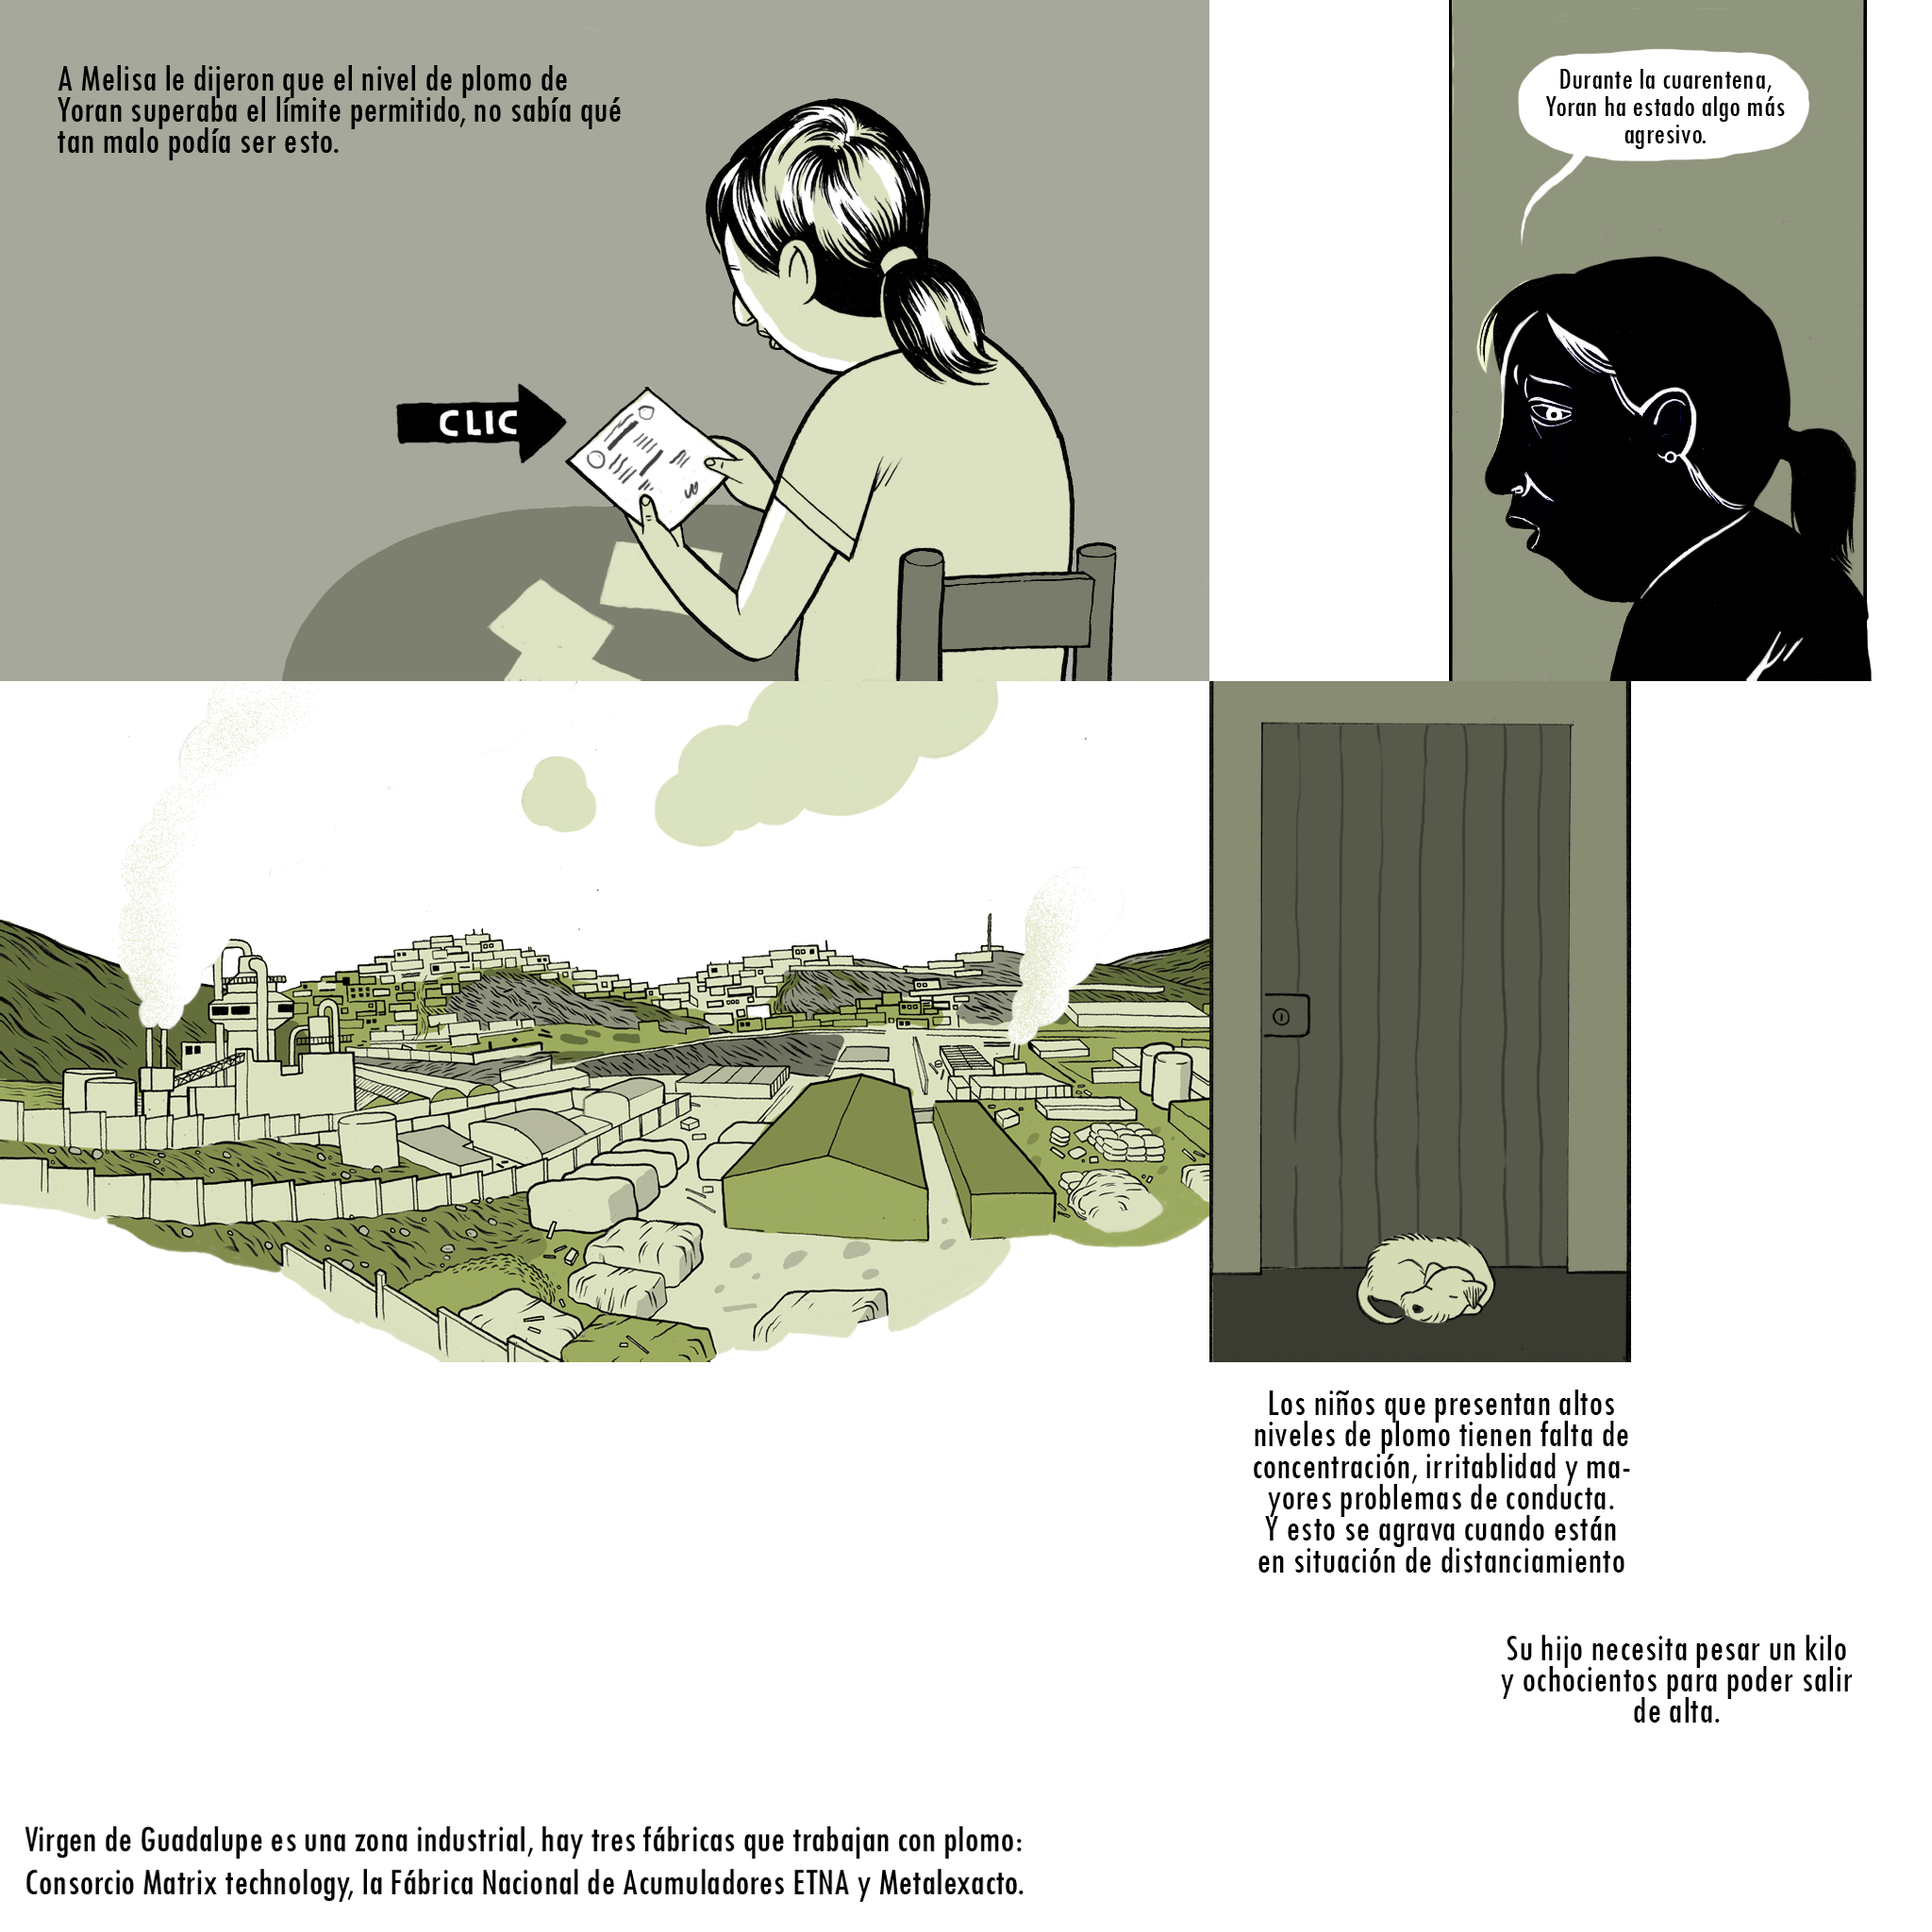 A Melisa le dijeron que el nivel de plomo de
Yoran superaba el límite permitido, no sabía qué
tan malo podía ser esto.
CLIC
Durante la cuarentena,
Yoran ha estado algo más
agresivo.
Los niños que presentan altos
niveles de plomo tienen falta de
concentración, irritablidad y ma-
yores problemas de conducta.
Y esto se agrava cuando están
en situación de distanciamiento
Su hijo necesita pesar un kilo
y ochocientos para poder salir
de alta.
Virgen de Guadalupe es una zona industrial, hay tres fábricas que trabajan con plomo:
Consorcio Matrix technology, la Fábrica Nacional de Acumuladores ETNA y Metalexacto.